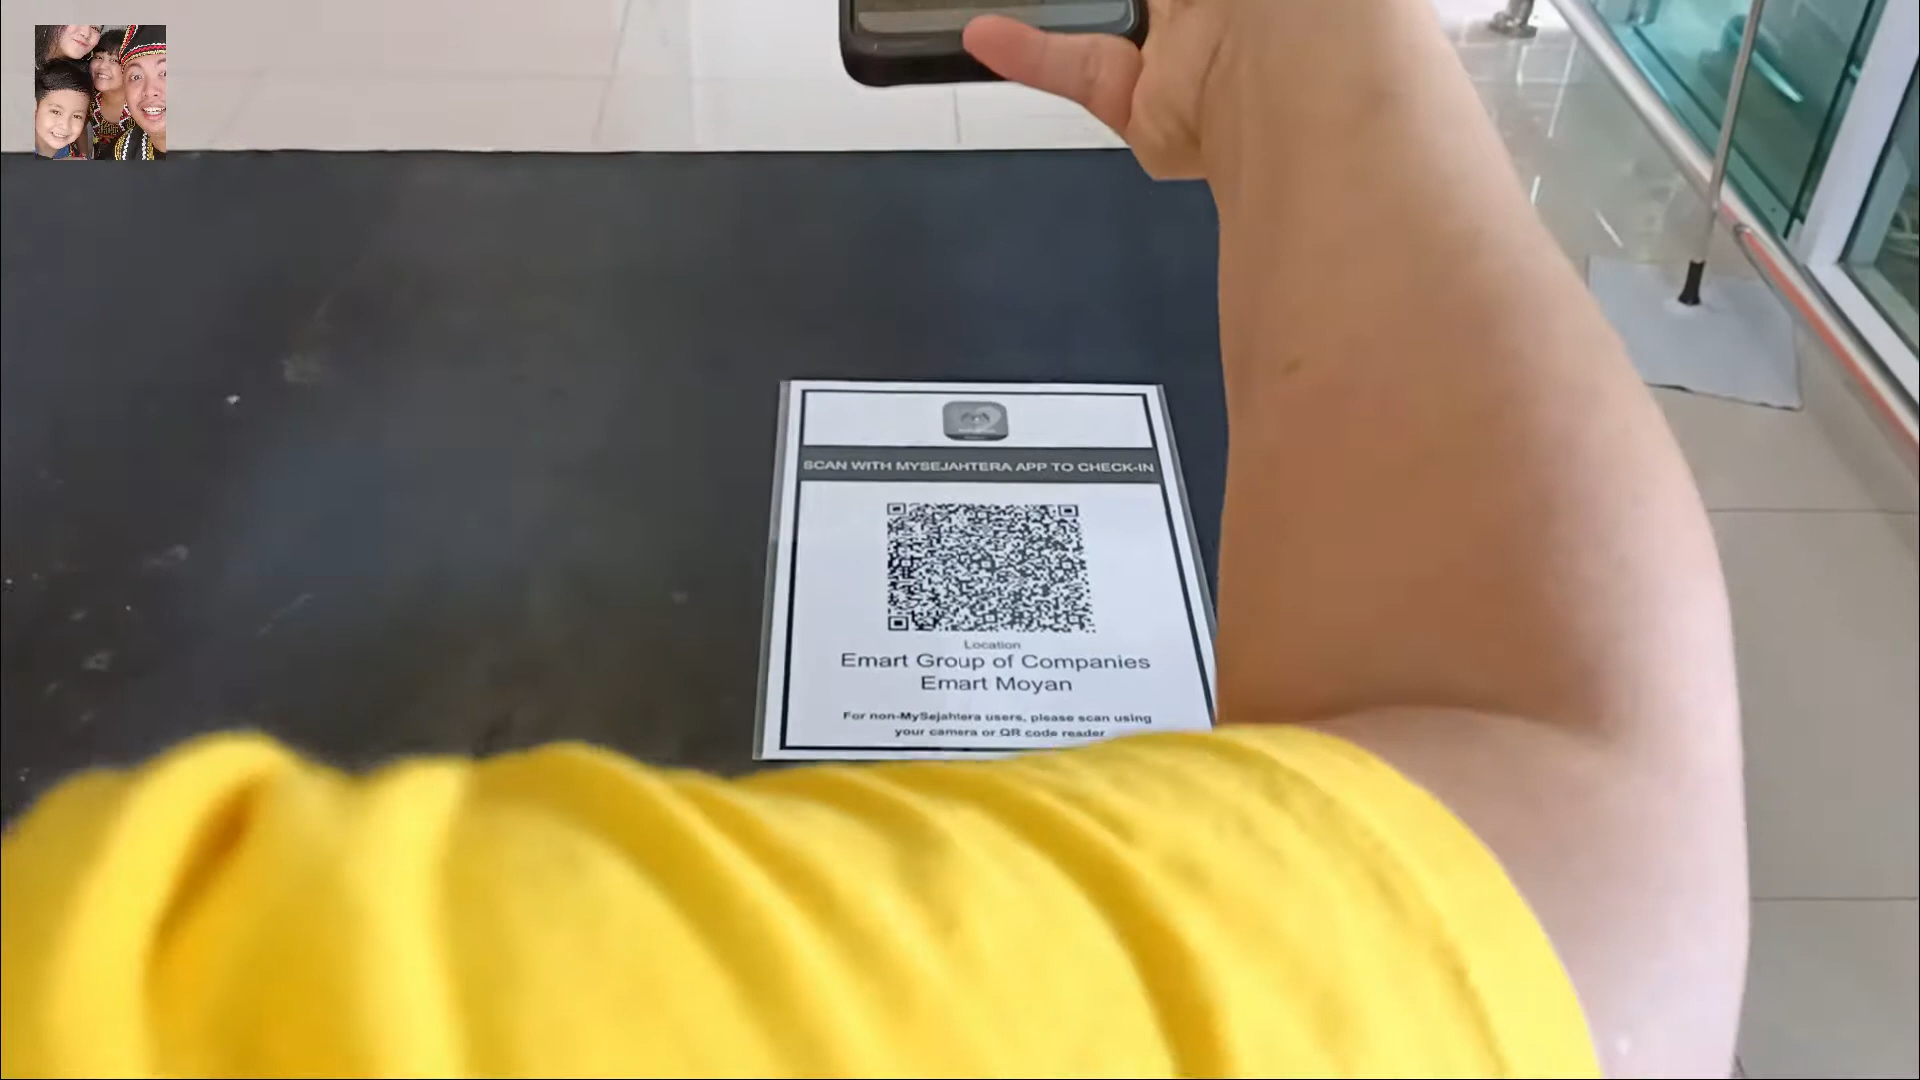 SCAN WITH MYSEJAHTERA APP TO CHECK-IN
Location
Emart Group of Companies
Emart Moyan
For non-MySejahtera users, please scan using
your camera or QR code reader